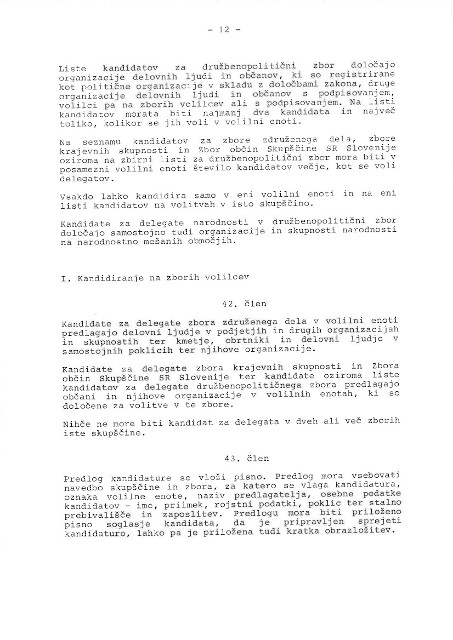 - 12 -
Liste kandidatov za družbenopolitični zbor določajo
organizacije delovnih ljudi in občanov, ki so registrirane
kot politične organizacije v skladu z določbami zakona, druge
organizacije delovnih ljudi in občanov s podpisovanjem,
volilci pa na zborih volilcev ali s podpisovanjem. Na listi
kandidatov morata biti najmanj dva kandidata in največ
toliko, kolikor se jih voli v volilni enoti.
Na seznamu kandidatov za zbore združenega dela, zbore
krajevnih skupnosti in Zbor občin Skupščine SR Slovenije
oziroma na zbirni listi za družbenopolitični zbor mora biti v
posamezni volilni enoti število kandidatov večje, kot se voli
delegatov.
Vsakdo lahko kandidira samo v eni volilni enoti in na eni
listi kandidatov na volitvah v isto skupščino.
Kandidate za delegate narodnosti v družbenopolitični zbor
določajo samostojno tudi organizacije in skupnosti narodnosti
na narodnostno mešanih območjih.
I. Kandidiranje na zborih volilcev
42. člen
Kandidate za delegate zbora združenega dela v volilni enoti
predlagajo delovni ljudje v podjetjih in drugih organizacijah
in skupnostih ter kmetje, obrtniki in delovni ljudje v
samostojnih poklicih ter njihove organizacije.
Kandidate za delegate zbora krajevnih skupnosti in Zbora
občin Skupščine SR Slovenije ter kandidate oziroma liste
kandidatov za delegate družbenopolitičnega zbora predlagajo
občani in njihove organizacije v volilnih enotah, ki so
določene za volitve v te zbore.
Nihče ne more biti kandidat za delegata v dveh ali več zborih
iste skupščine.
43. člen
Predlog kandidature se vloži pisno. Predlog mora vsebovati
navedbo skupščine in zbora, za katero se vlaga kandidatura,
oznaka volilne enote, naziv predlagatelja, osebne podatke
kandidatov - ime, priimek, rojstni podatki, poklic ter stalno
prebivališče in zaposlitev. Predlogu mora biti priloženo
pisno soglasje kandidata, da je pripravljen sprejeti
kandidaturo, lahko pa je priložena tudi kratka obrazložitev.